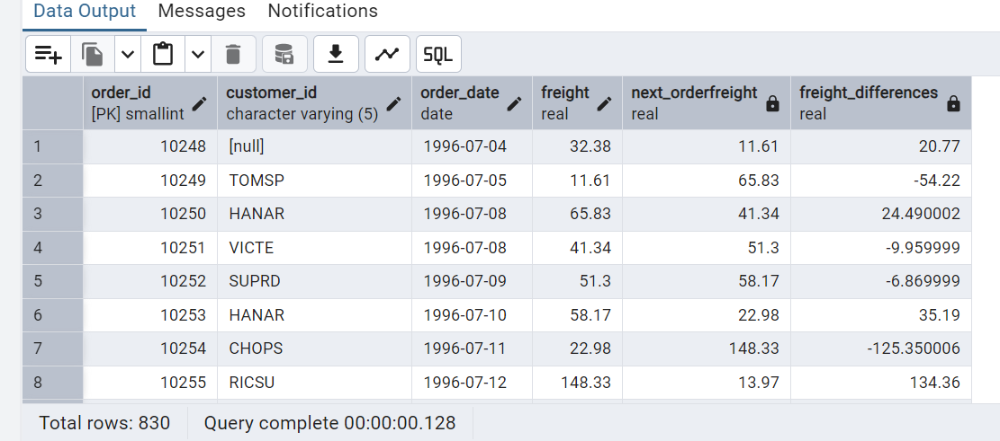 Data Output Messages Notifications
SQL
order_id customer_id order_date freight next_orderfreight freight_differences
[PK] smallint character varying (5) date real real real
1 10248 [null] 1996-07-04 32.38 11.61 20.77
2 10249 TOMSP 1996-07-05 11.61 65.83 -54.22
3 10250 HANAR 1996-07-08 65.83 41.34 24.490002
4 10251 VICTE 1996-07-08 41.34 51.3 -9.959999
5 10252 SUPRD 1996-07-09 51.3 58.17 -6.869999
6 10253 HANAR 1996-07-10 58.17 22.98 35.19
7 10254 CHOPS 1996-07-11 22.98 148.33 -125.350006
8 10255 RICSU 1996-07-12 148.33 13.97 134.36
Total rows: 830 Query complete 00:00:00.128